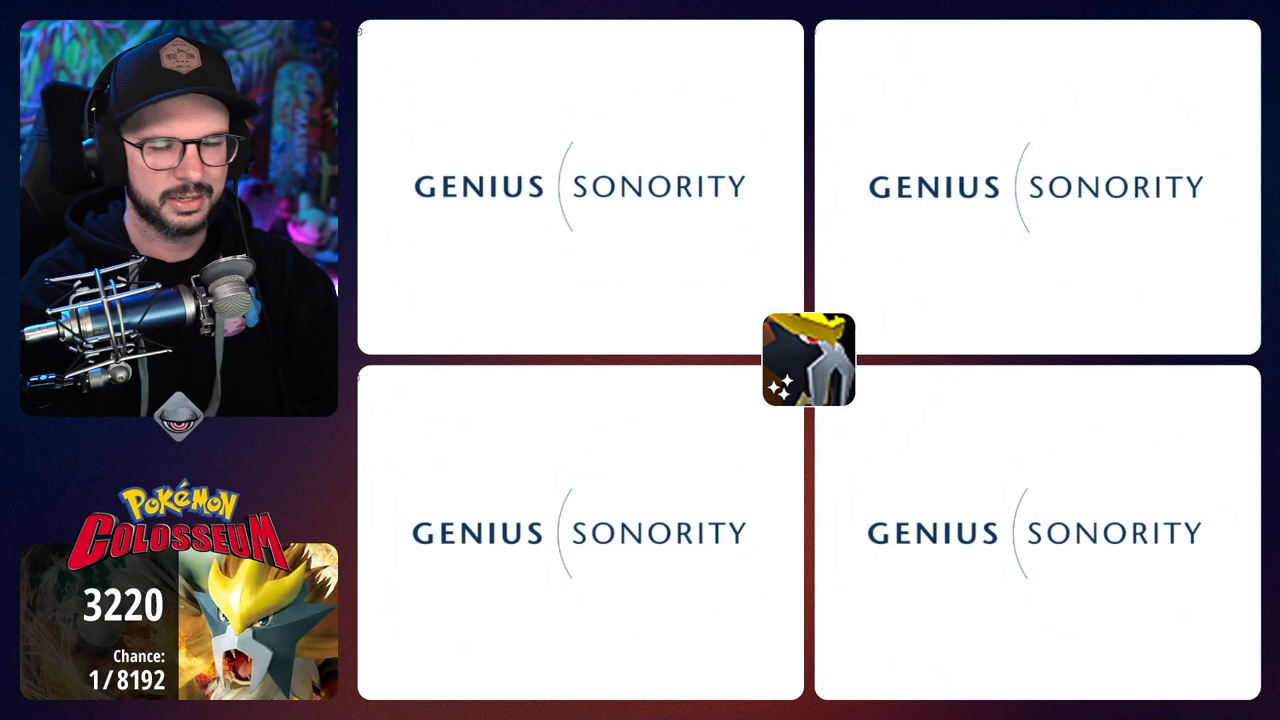 GENIUS SONORITY
GENIUS SONORITY
GENIUS SONORITY
GENIUS SONORITY
POKéMON
COLOSSEUM
3220
Chance:
1/8192